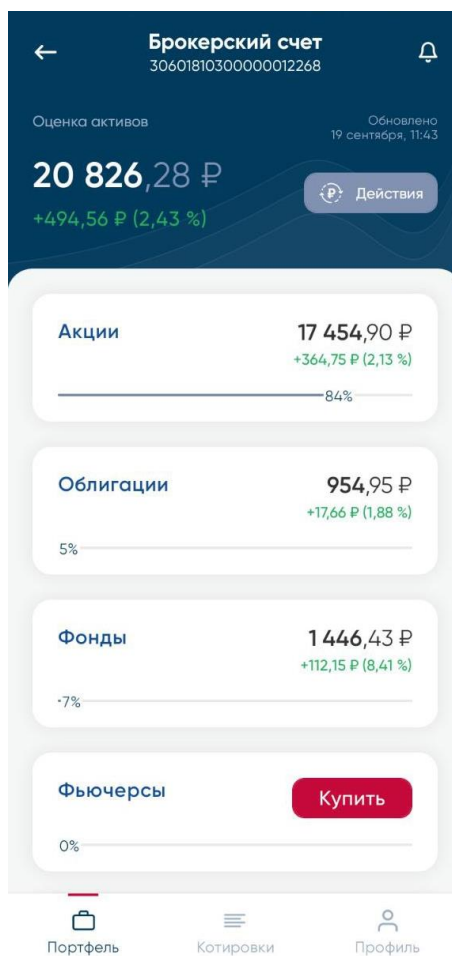 Брокерский счет
30601810300000012268
Оценка активов
Обновлено
19 сентября, 11:43
20 826,28 ₽
+494,56 ₽ (2,43 %)
Действия
Акции
17 454,90 ₽
+364,75 ₽ (2,13 %)
84%
Облигации
954,95 ₽
+17,66 ₽ (1,88 %)
5%
Фонды
1 446,43 ₽
+112,15 ₽ (8,41 %)
7%
Фьючерсы
Купить
0%
Портфель
Котировки
Профиль